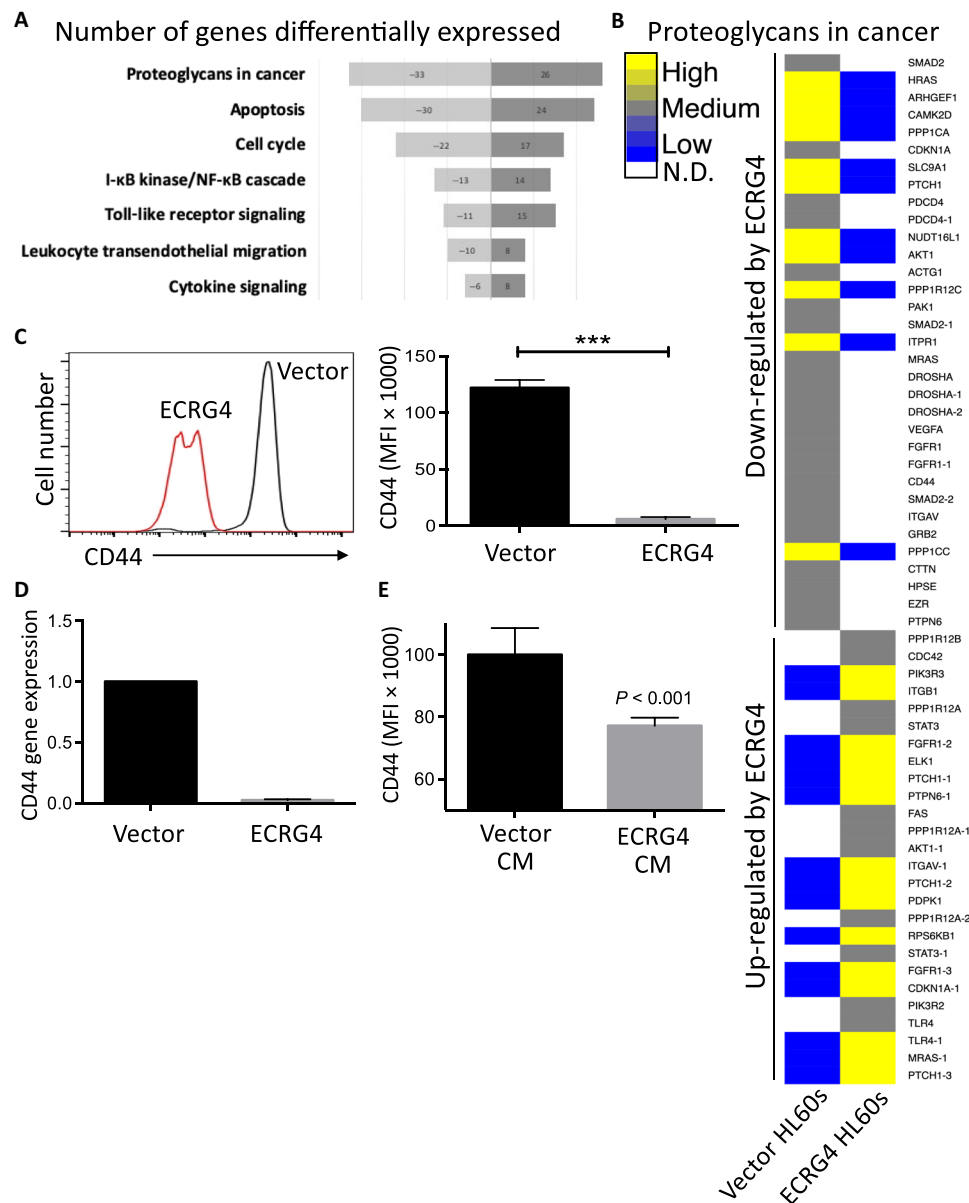 A
Number of genes differentially expressed
Proteoglycans in cancer
−33
26
Apoptosis
−30
24
Cell cycle
−22
17
I-κB kinase/NF-κB cascade
−13
14
Toll-like receptor signaling
−11
15
Leukocyte transendothelial migration
−10
8
Cytokine signaling
−6
8
B
Proteoglycans in cancer
High
Medium
Low
N.D.
Down-regulated by ECRG4
SMAD2
HRAS
ARHGEF1
CAMK2D
PPP1CA
CDKN1A
SLC9A1
PTCH1
PDCD4
PDCD4-1
NUDT16L1
AKT1
ACTG1
PPP1R12C
PAK1
SMAD2-1
ITPR1
MRAS
DROSHA
DROSHA-1
DROSHA-2
VEGFA
FGFR1
FGFR1-1
CD44
SMAD2-2
ITGAV
GRB2
PPP1CC
CTTN
HPSE
EZR
PTPN6
Up-regulated by ECRG4
PPP1R12B
CDC42
PIK3R3
ITGB1
PPP1R12A
STAT3
FGFR1-2
ELK1
PTCH1-1
PTPN6-1
FAS
PPP1R12A-1
AKT1-1
ITGAV-1
PTCH1-2
PDPK1
PPP1R12A-2
RPS6KB1
STAT3-1
FGFR1-3
CDKN1A-1
PIK3R2
TLR4
TLR4-1
MRAS-1
PTCH1-3
Vector HL60s
ECRG4 HL60s
C
Cell number
ECRG4
Vector
CD44
CD44 (MFI × 1000)
150
100
50
0
***
Vector
ECRG4
D
CD44 gene expression
1.5
1.0
0.5
0.0
Vector
ECRG4
E
CD44 (MFI × 1000)
100
80
60
P < 0.001
Vector
CM
ECRG4
CM